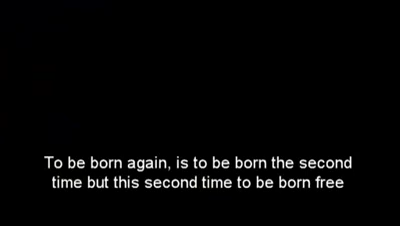 To be born again, is to be born the second
time but this second time to be born free